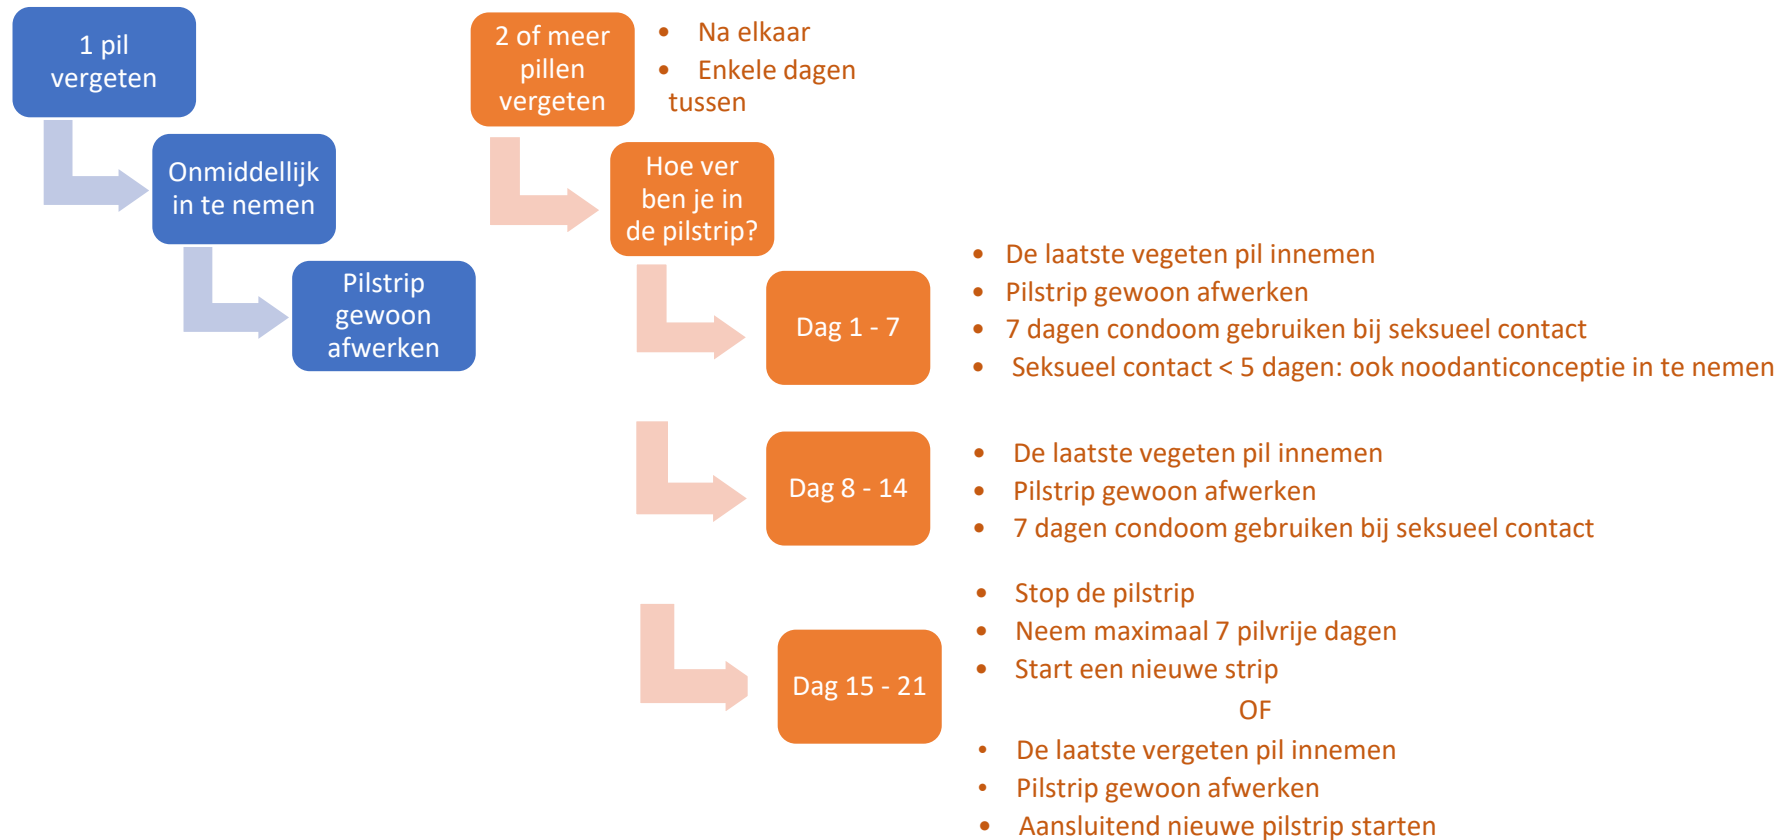 1 pil
vergeten
Onmiddellijk
in te nemen
Pilstrip
gewoon
afwerken
2 of meer
pillen
vergeten
• Na elkaar
• Enkele dagen
tussen
Hoe ver
ben je in
de pilstrip?
Dag 1 - 7
• De laatste vegeten pil innemen
• Pilstrip gewoon afwerken
• 7 dagen condoom gebruiken bij seksueel contact
• Seksueel contact < 5 dagen: ook noodanticonceptie in te nemen
Dag 8 - 14
• De laatste vegeten pil innemen
• Pilstrip gewoon afwerken
• 7 dagen condoom gebruiken bij seksueel contact
Dag 15 - 21
• Stop de pilstrip
• Neem maximaal 7 pilvrije dagen
• Start een nieuwe strip
OF
• De laatste vergeten pil innemen
• Pilstrip gewoon afwerken
• Aansluitend nieuwe pilstrip starten